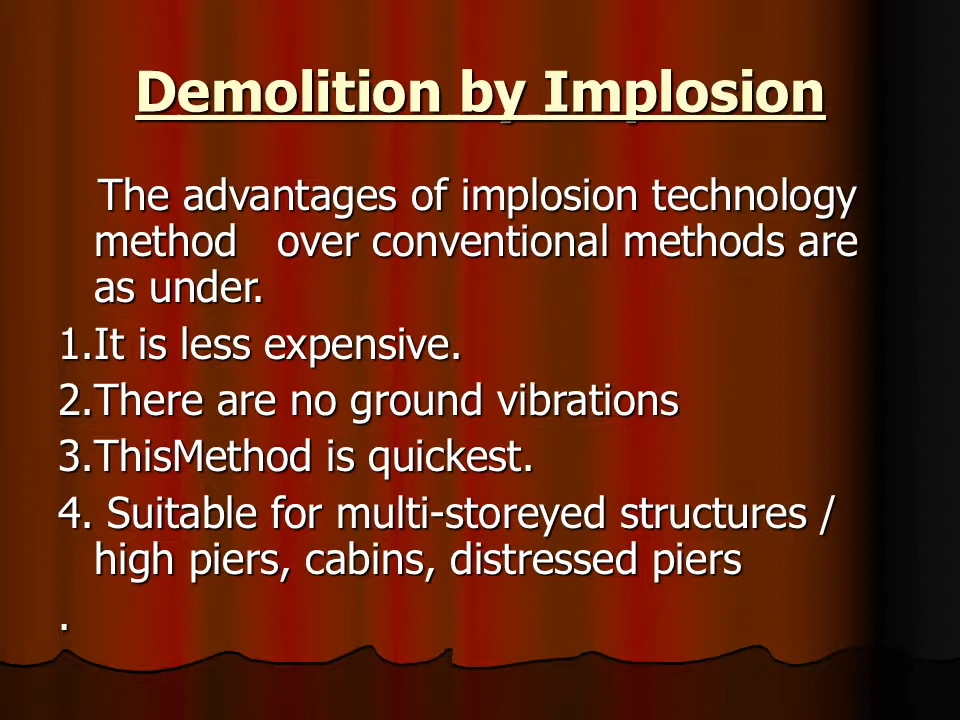 Demolition by Implosion
The advantages of implosion technology
method   over conventional methods are
as under.
1.It is less expensive.
2.There are no ground vibrations
3.ThisMethod is quickest.
4. Suitable for multi-storeyed structures /
high piers, cabins, distressed piers
.